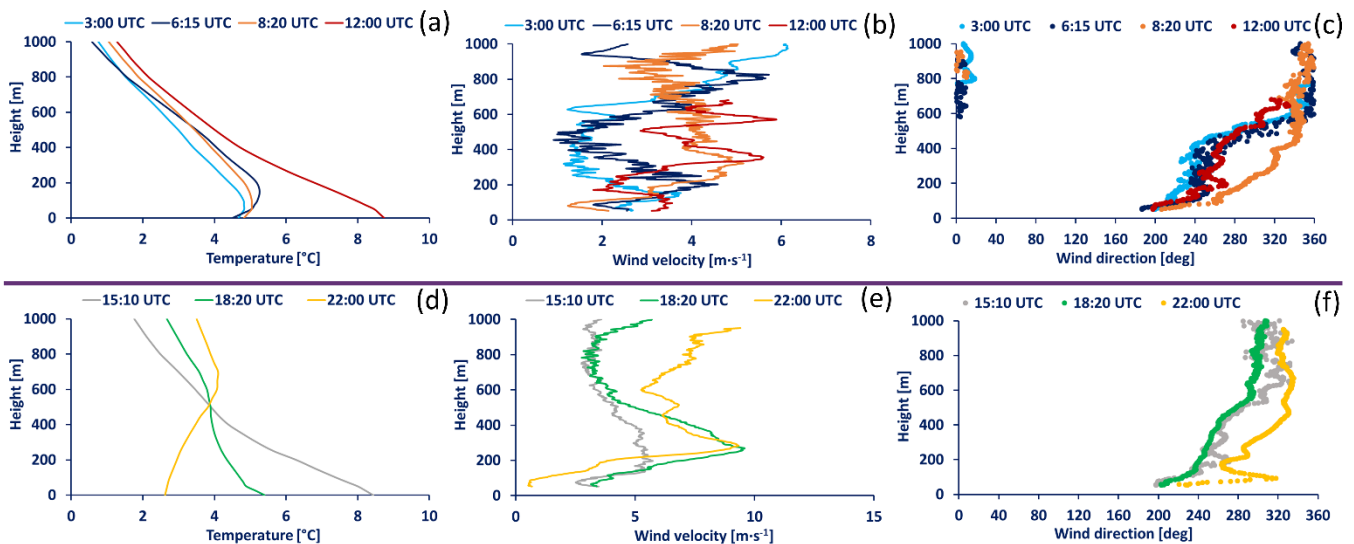 3:00 UTC 6:15 UTC 8:20 UTC 12:00 UTC (a)
1000
800
600
400
200
0
Height [m]
0 2 4 6 8 10
Temperature [°C]
3:00 UTC 6:15 UTC 8:20 UTC 12:00 UTC (b)
1000
800
600
400
200
0
Height [m]
0 2 4 6 8
Wind velocity [m·s⁻¹]
3:00 UTC 6:15 UTC 8:20 UTC 12:00 UTC (c)
1000
800
600
400
200
0
Height [m]
0 40 80 120 160 200 240 280 320 360
Wind direction [deg]
15:10 UTC 18:20 UTC 22:00 UTC (d)
1000
800
600
400
200
0
Height [m]
0 2 4 6 8 10
Temperature [°C]
15:10 UTC 18:20 UTC 22:00 UTC (e)
1000
800
600
400
200
0
Height [m]
0 5 10 15
Wind velocity [m·s⁻¹]
15:10 UTC 18:20 UTC 22:00 UTC (f)
1000
800
600
400
200
0
Height [m]
0 40 80 120 160 200 240 280 320 360
Wind direction [deg]